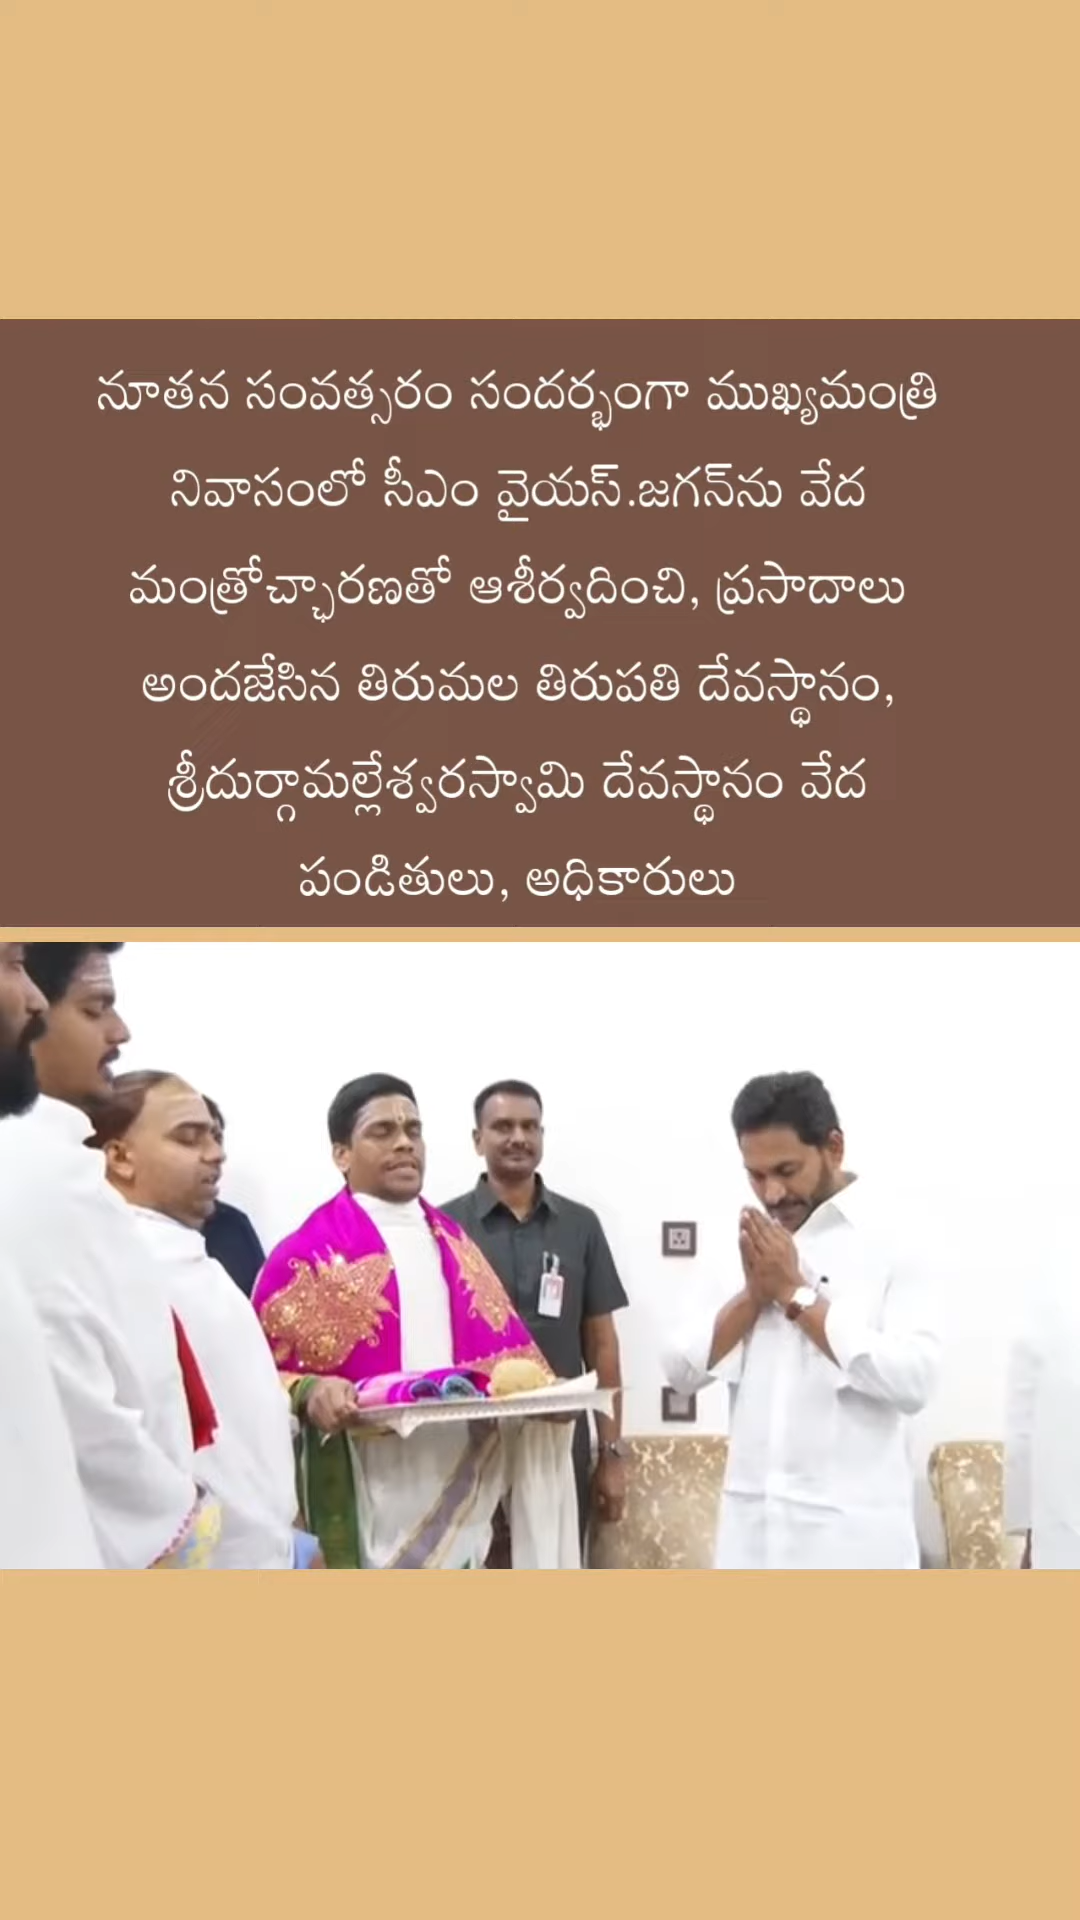 నూతన సంవత్సరం సందర్భంగా ముఖ్యమంత్రి
నివాసంలో సీఎం వైయస్.జగన్‌ను వేద
మంత్రోచ్ఛారణతో ఆశీర్వదించి, ప్రసాదాలు
అందజేసిన తిరుమల తిరుపతి దేవస్థానం,
శ్రీదుర్గామల్లేశ్వరస్వామి దేవస్థానం వేద
పండితులు, అధికారులు